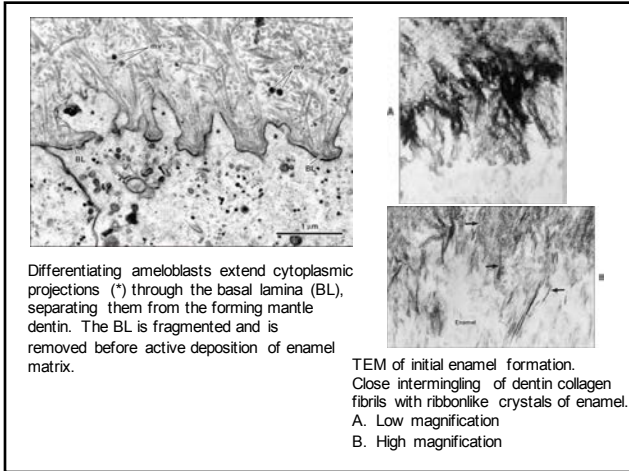 mv
mv
BL
BL
1 µm
Differentiating ameloblasts extend cytoplasmic
projections (*) through the basal lamina (BL),
separating them from the forming mantle
dentin. The BL is fragmented and is
removed before active deposition of enamel
matrix.
A
Enamel
B
TEM of initial enamel formation.
Close intermingling of dentin collagen
fibrils with ribbonlike crystals of enamel.
A. Low magnification
B. High magnification